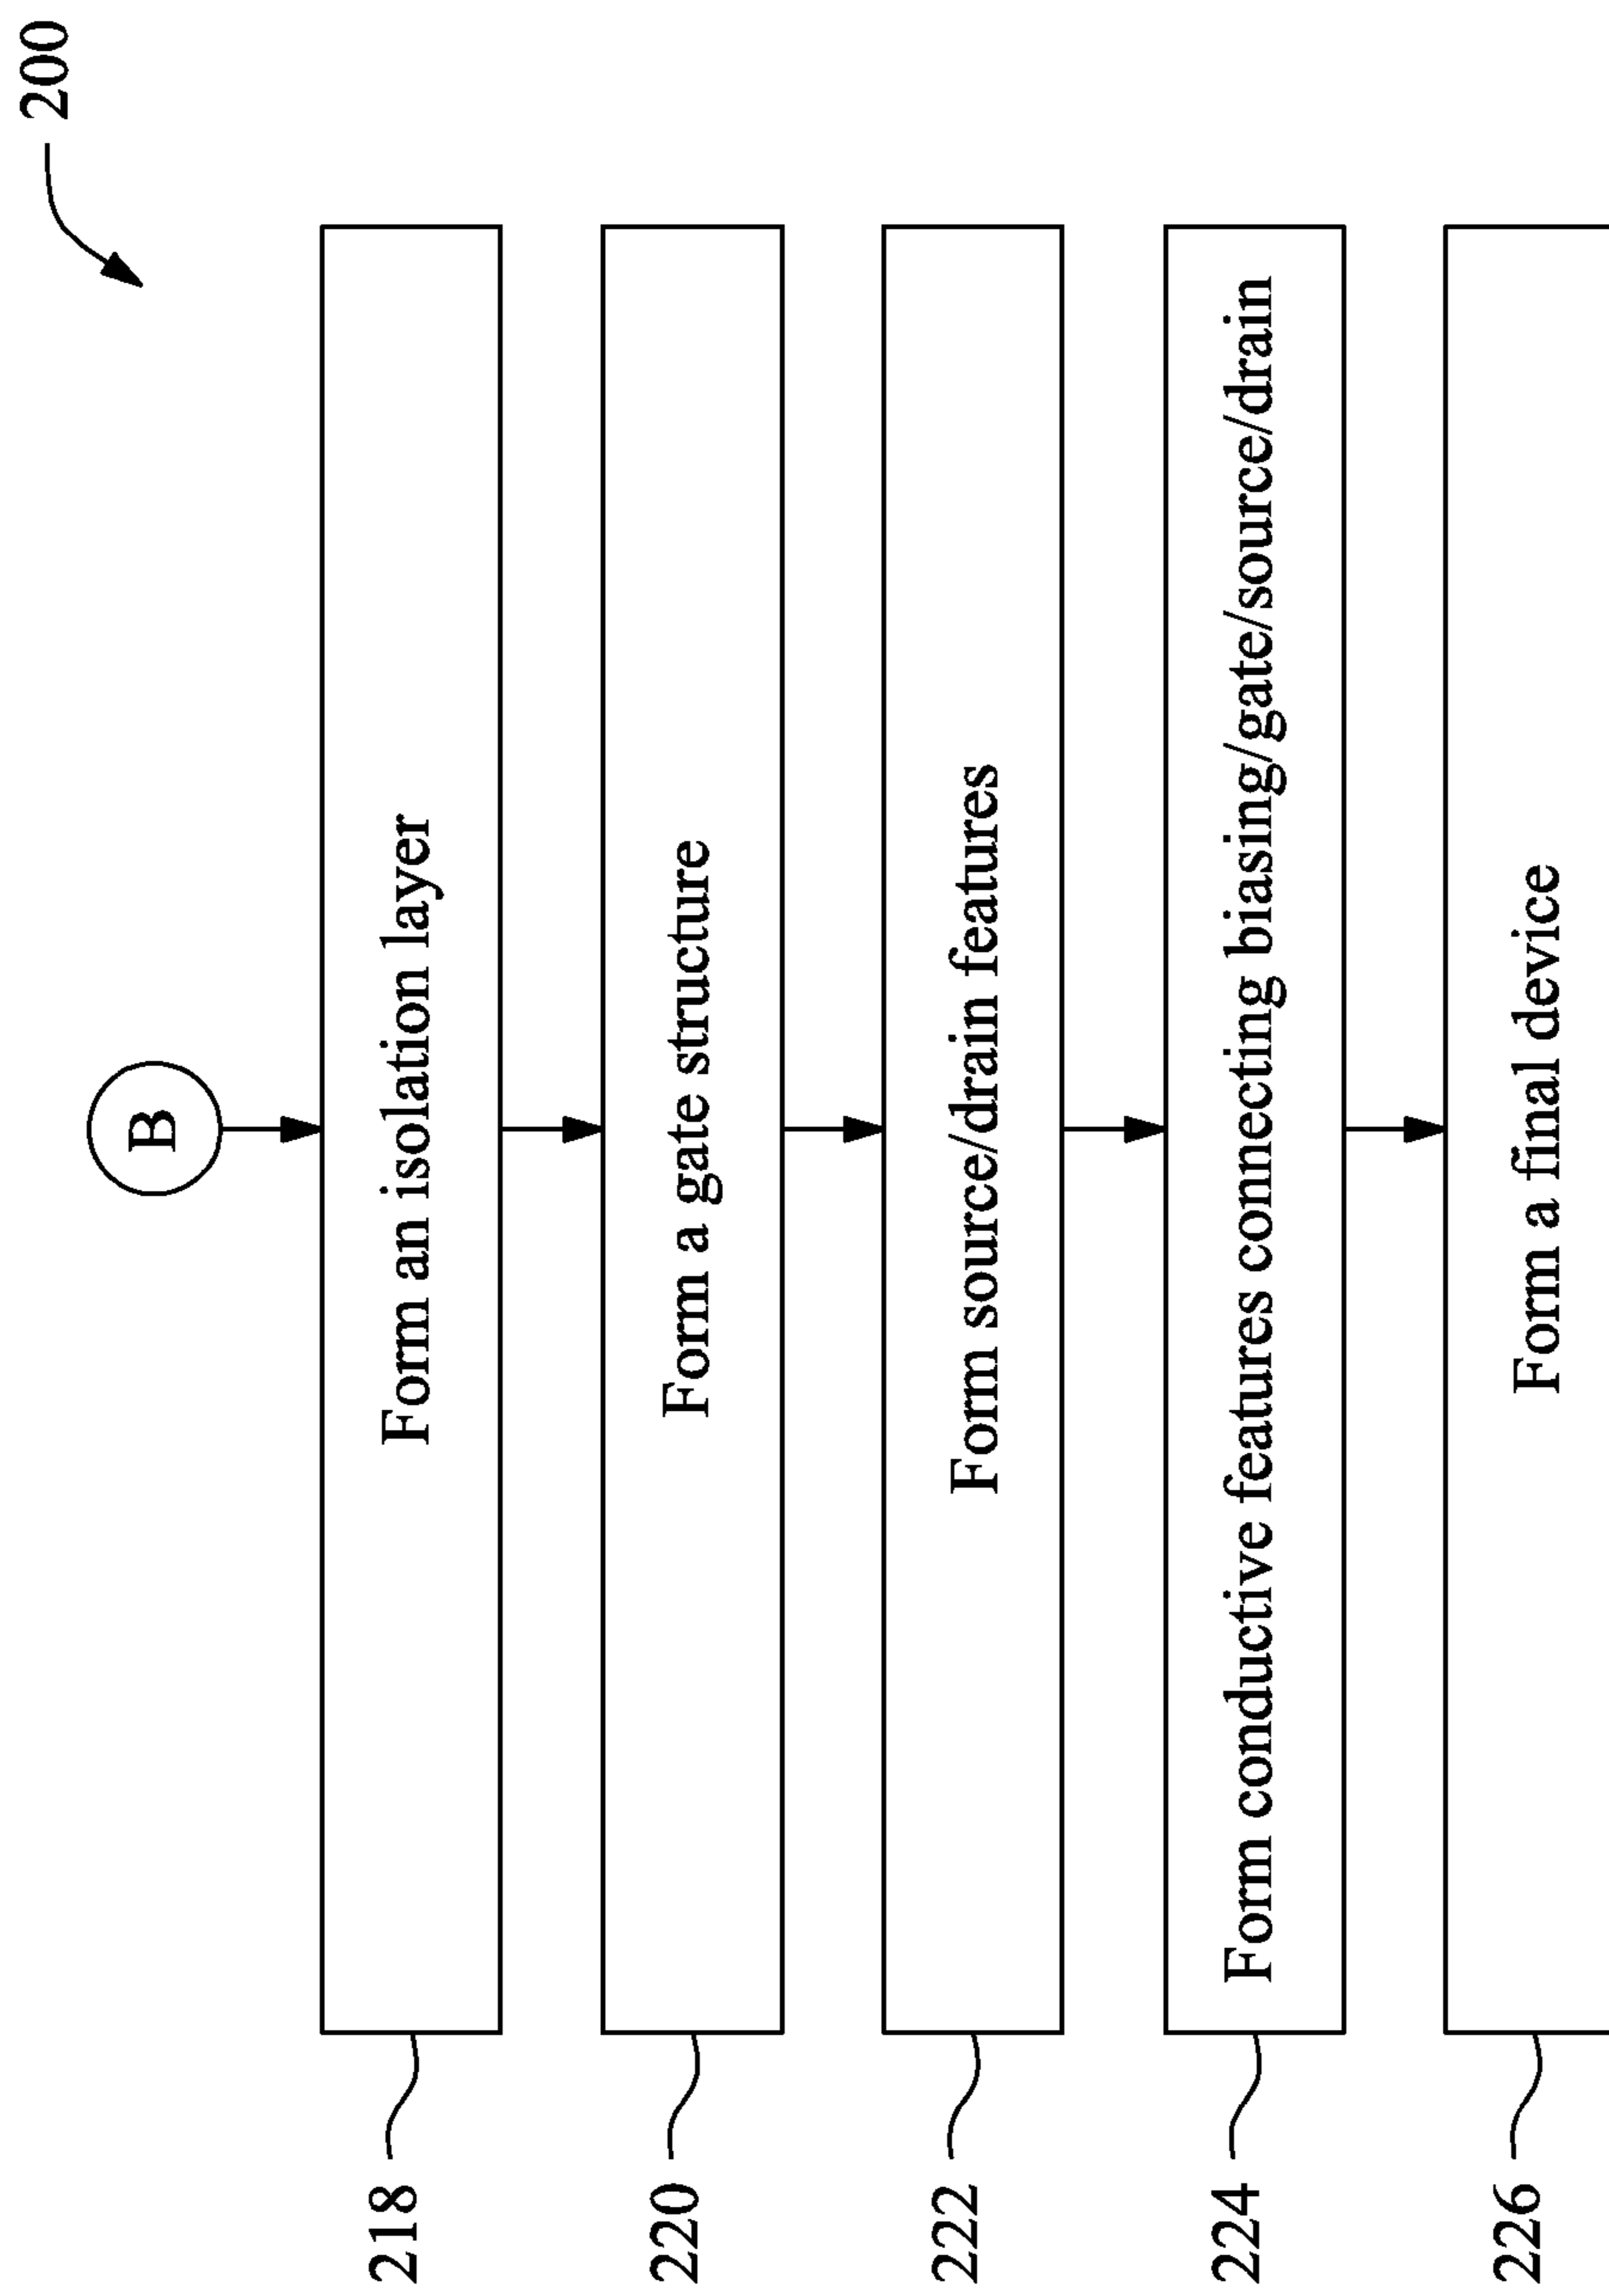 200
B
218
Form an isolation layer
220
Form a gate structure
222
Form source/drain features
224
Form conductive features connecting biasing/gate/source/drain
226
Form a final device